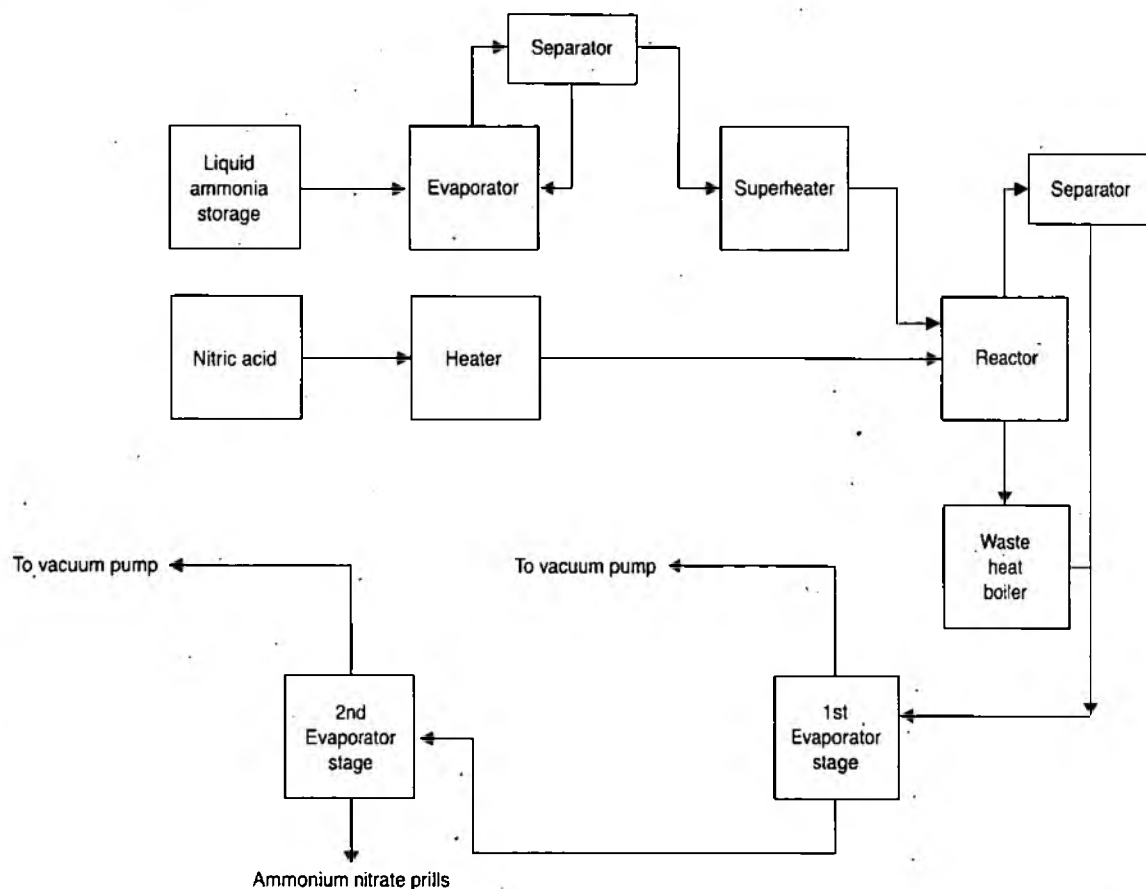 Separator
Liquid
ammonia
storage
Evaporator
Superheater
Separator
Nitric acid
Heater
Reactor
Waste
heat
boiler
To vacuum pump
To vacuum pump
2nd
Evaporator
stage
1st
Evaporator
stage
Ammonium nitrate prills